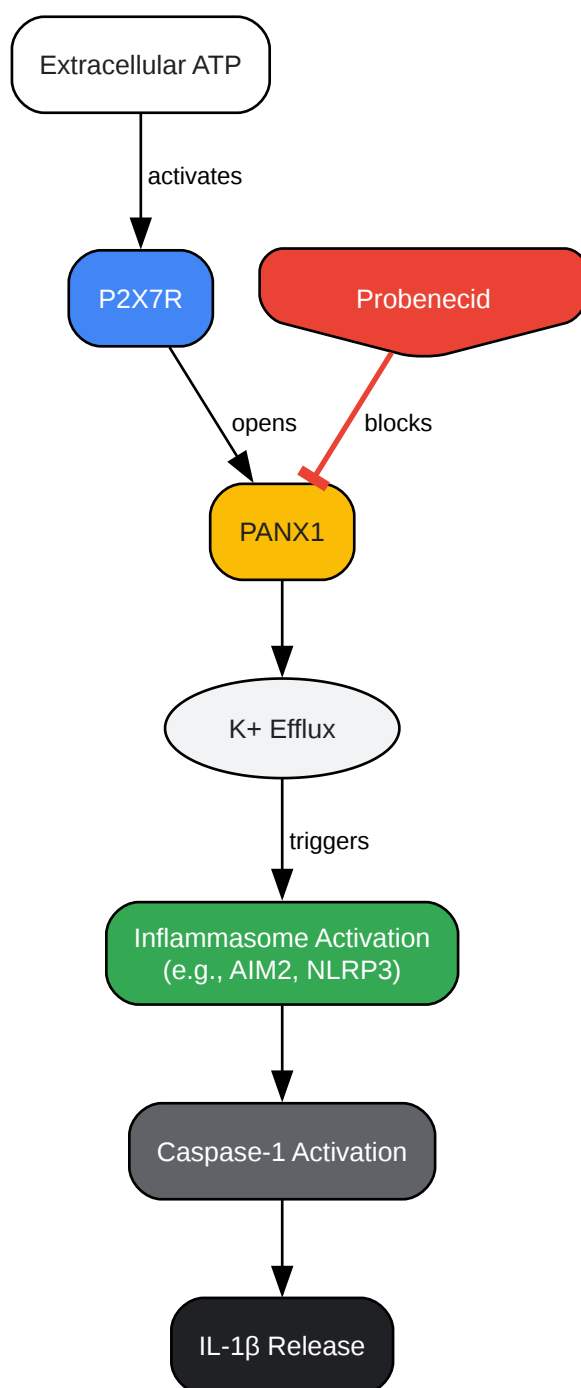 Extracellular ATP
activates
P2X7R
Probenecid
opens
blocks
PANX1
K+ Efflux
triggers
Inflammasome Activation
(e.g., AIM2, NLRP3)
Caspase-1 Activation
IL-1β Release